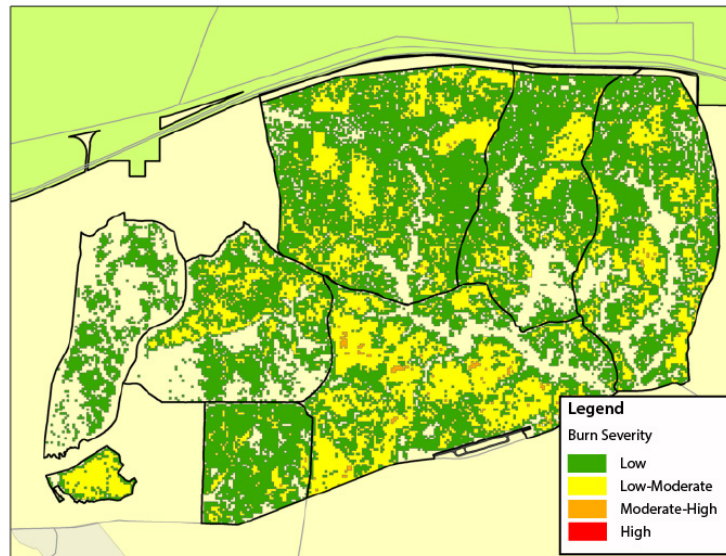 Legend
Burn Severity
Low
Low-Moderate
Moderate-High
High